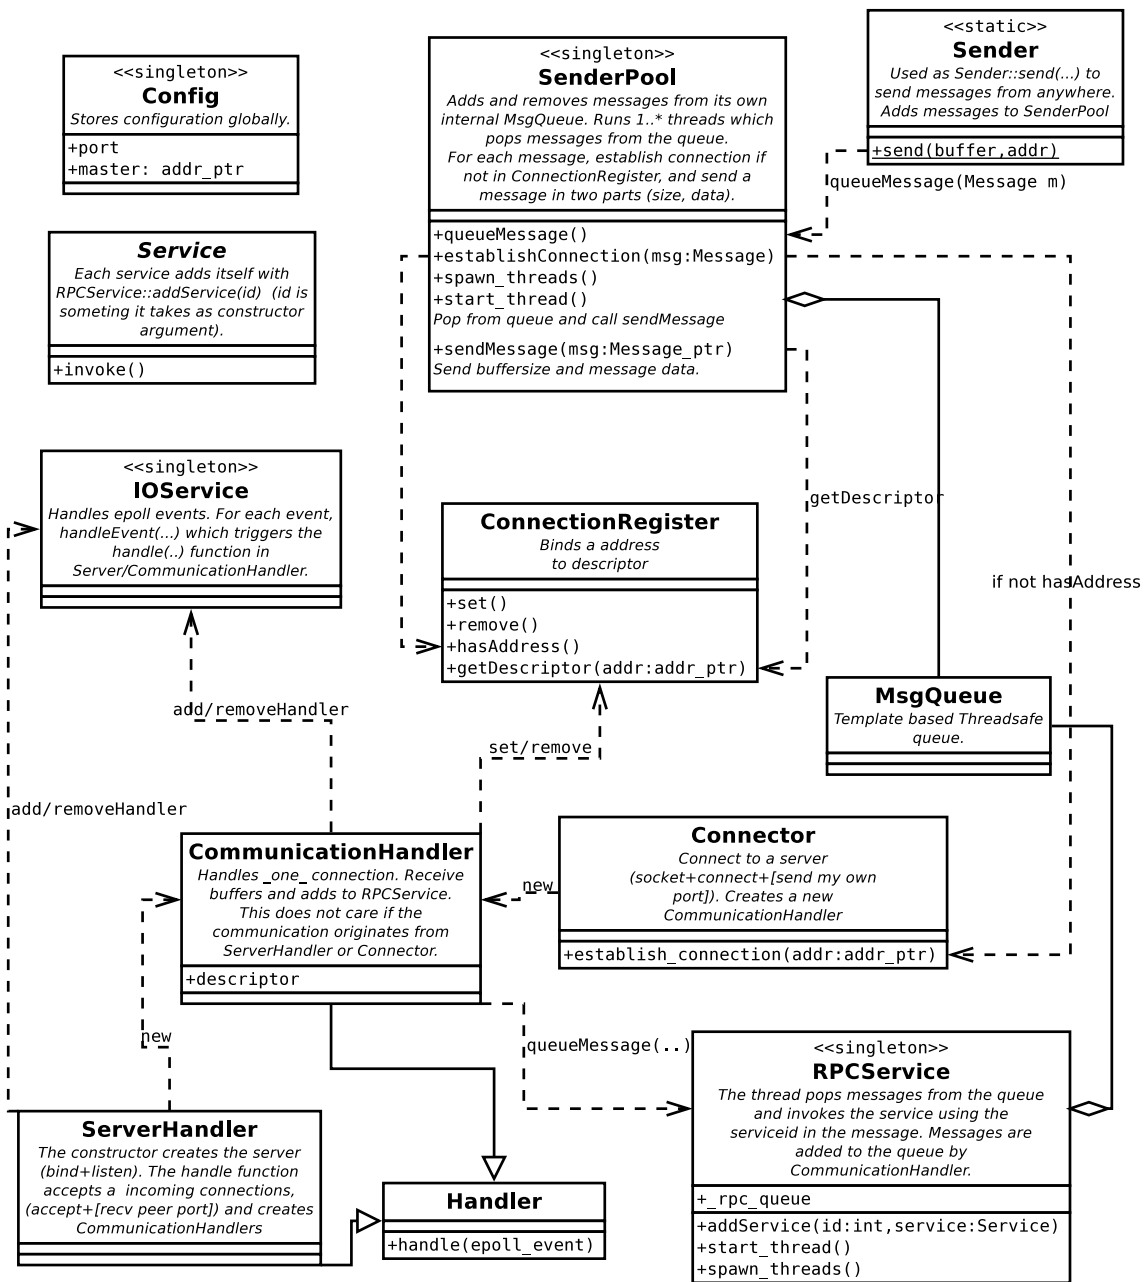 <<singleton>>
Config
Stores configuration globally.
+port
+master: addr_ptr
<<singleton>>
SenderPool
Adds and removes messages from its own
internal MsgQueue. Runs 1..* threads which
pops messages from the queue.
For each message, establish connection if
not in ConnectionRegister, and send a
message in two parts (size, data).
+queueMessage()
+establishConnection(msg:Message)
+spawn_threads()
+start_thread()
Pop from queue and call sendMessage
+sendMessage(msg:Message_ptr)
Send buffersize and message data.
<<static>>
Sender
Used as Sender::send(...) to
send messages from anywhere.
Adds messages to SenderPool
+send(buffer,addr)
queueMessage(Message m)
Service
Each service adds itself with
RPCService::addService(id)  (id is
someting it takes as constructor
argument).
+invoke()
<<singleton>>
IOService
Handles epoll events. For each event,
handleEvent(...) which triggers the
handle(..) function in
Server/CommunicationHandler.
ConnectionRegister
Binds a address
to descriptor
+set()
+remove()
+hasAddress()
+getDescriptor(addr:addr_ptr)
getDescriptor
if not hasAddress
MsgQueue
Template based Threadsafe
queue.
add/removeHandler
set/remove
add/removeHandler
CommunicationHandler
Handles _one_ connection. Receive
buffers and adds to RPCService.
This does not care if the
communication originates from
ServerHandler or Connector.
+descriptor
new
Connector
Connect to a server
(socket+connect+[send my own
port]). Creates a new
CommunicationHandler
+establish_connection(addr:addr_ptr)
new
queueMessage(..)
<<singleton>>
RPCService
The thread pops messages from the queue
and invokes the service using the
serviceid in the message. Messages are
added to the queue by
CommunicationHandler.
+_rpc_queue
+addService(id:int,service:Service)
+start_thread()
+spawn_threads()
ServerHandler
The constructor creates the server
(bind+listen). The handle function
accepts a  incoming connections,
(accept+[recv peer port]) and creates
CommunicationHandlers
Handler
+handle(epoll_event)